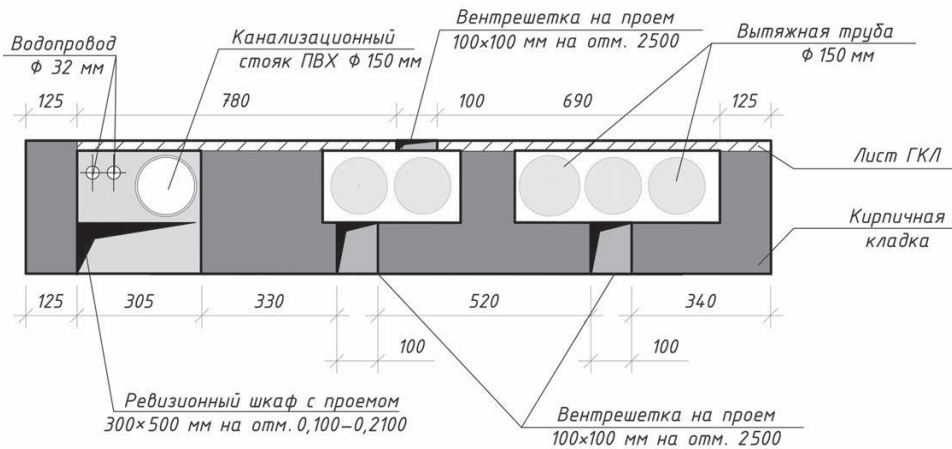 Водопровод
Ф 32 мм
Канализационный
стояк ПВХ Ф 150 мм
Вентрешетка на проем
100×100 мм на отм. 2500
Вытяжная труба
Ф 150 мм
125
780
100
690
125
Лист ГКЛ
Кирпичная
кладка
125
305
330
520
340
100
100
Ревизионный шкаф с проемом
300×500 мм на отм. 0,100–0,2100
Вентрешетка на проем
100×100 мм на отм. 2500